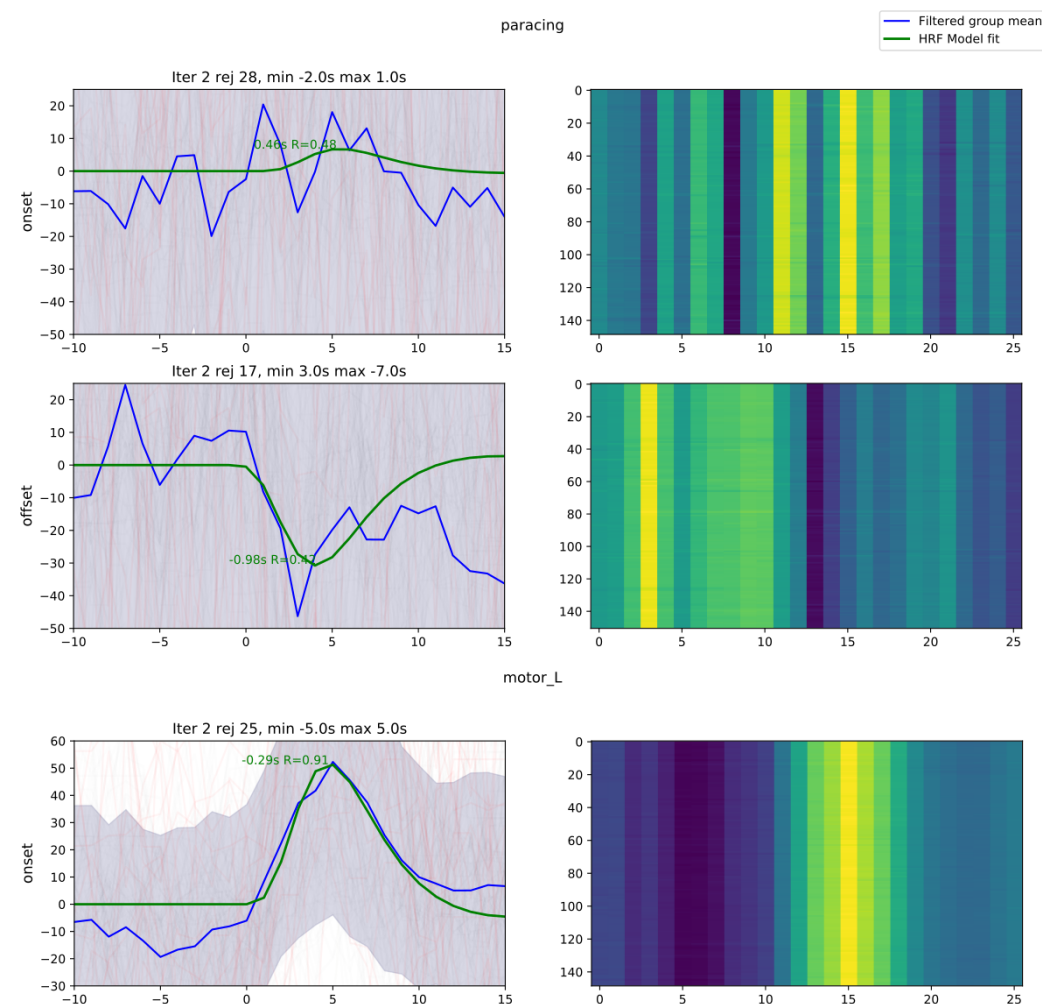 paracing
Filtered group mean
HRF Model fit
Iter 2 rej 28, min -2.0s max 1.0s
onset
20
10
0
−10
−20
−30
−40
−50
0.46s R=0.48
−10 −5 0 5 10 15
0
20
40
60
80
100
120
140
0 5 10 15 20 25
Iter 2 rej 17, min 3.0s max -7.0s
offset
20
10
0
−10
−20
−30
−40
−50
-0.98s R=0.47
−10 −5 0 5 10 15
0
20
40
60
80
100
120
140
0 5 10 15 20 25
motor_L
Iter 2 rej 25, min -5.0s max 5.0s
onset
60
50
40
30
20
10
0
−10
−20
−30
-0.29s R=0.91
−10 −5 0 5 10 15
0
20
40
60
80
100
120
140
0 5 10 15 20 25